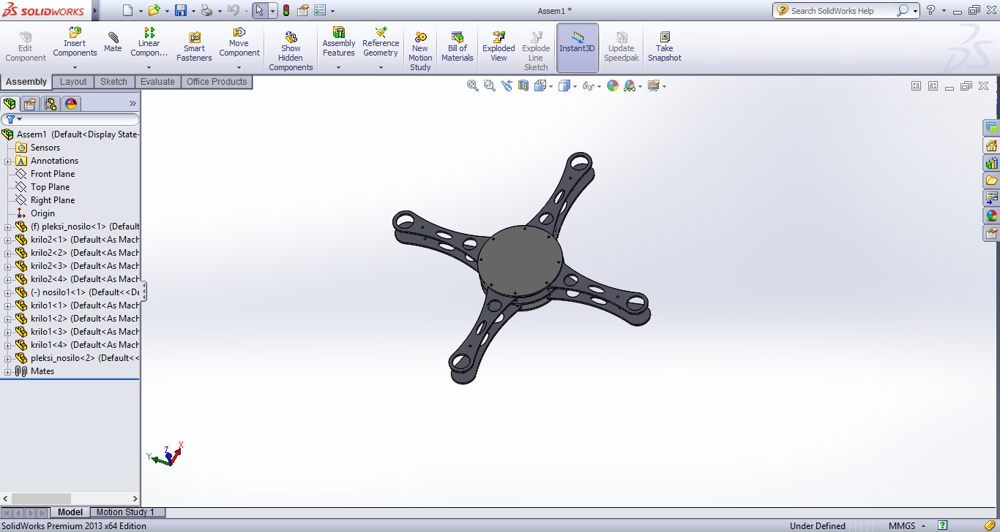 SOLIDWORKS
Assem1 *
Search SolidWorks Help
?
Edit
Component
Insert
Components
Mate
Linear
Compon...
Smart
Fasteners
Move
Component
Show
Hidden
Components
Assembly
Features
Reference
Geometry
New
Motion
Study
Bill of
Materials
Exploded
View
Explode
Line
Sketch
Instant3D
Update
Speedpak
Take
Snapshot
Assembly
Layout
Sketch
Evaluate
Office Products
»
Assem1 (Default<Display State-
Sensors
A Annotations
Front Plane
Top Plane
Right Plane
Origin
(f) pleksi_nosilo<1> (Default
krilo2<1> (Default<As Mach
krilo2<2> (Default<As Mach
krilo2<3> (Default<As Mach
krilo2<4> (Default<As Mach
(-) nosilo1<1> (Default<<De
krilo1<1> (Default<As Mach
krilo1<2> (Default<As Mach
krilo1<3> (Default<As Mach
krilo1<4> (Default<As Mach
pleksi_nosilo<2> (Default<<
Mates
X
Z
Y
Model
Motion Study 1
SolidWorks Premium 2013 x64 Edition
Under Defined
MMGS
?